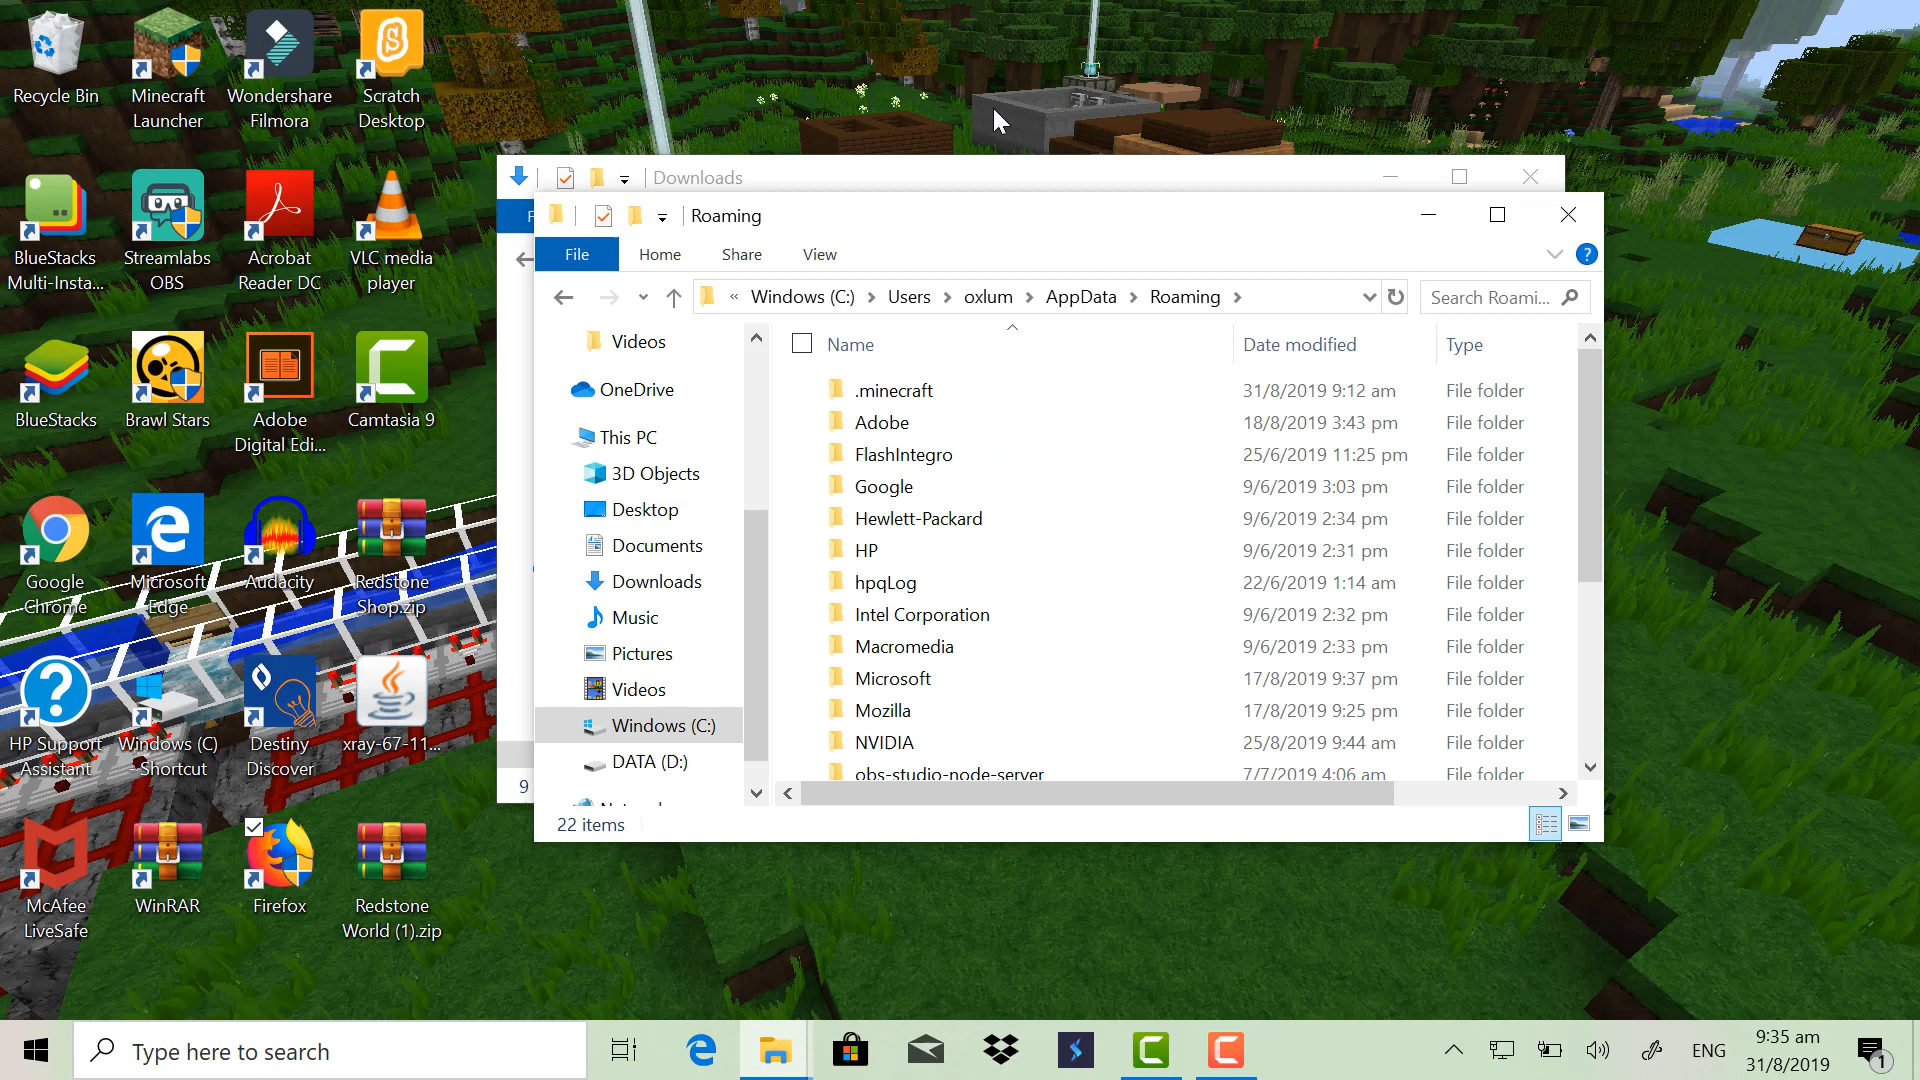 Recycle Bin
Minecraft
Launcher
Wondershare
Filmora
Scratch
Desktop
BlueStacks
Multi-Insta...
Streamlabs
OBS
Acrobat
Reader DC
VLC media
player
BlueStacks
Brawl Stars
Adobe
Digital Edi...
Camtasia 9
Google
Chrome
Microsoft
Edge
Audacity
Redstone
Shop.zip
HP Support
Assistant
Windows (C)
- Shortcut
Destiny
Discover
xray-67-11...
McAfee
LiveSafe
WinRAR
Firefox
Redstone
World (1).zip
Downloads
9
Roaming
File
Home
Share
View
?
« Windows (C:) > Users > oxlum > AppData > Roaming >
Search Roami...
Videos
OneDrive
This PC
3D Objects
Desktop
Documents
Downloads
Music
Pictures
Videos
Windows (C:)
DATA (D:)
Name Date modified Type
.minecraft 31/8/2019 9:12 am File folder
Adobe 18/8/2019 3:43 pm File folder
FlashIntegro 25/6/2019 11:25 pm File folder
Google 9/6/2019 3:03 pm File folder
Hewlett-Packard 9/6/2019 2:34 pm File folder
HP 9/6/2019 2:31 pm File folder
hpqLog 22/6/2019 1:14 am File folder
Intel Corporation 9/6/2019 2:32 pm File folder
Macromedia 9/6/2019 2:33 pm File folder
Microsoft 17/8/2019 9:37 pm File folder
Mozilla 17/8/2019 9:25 pm File folder
NVIDIA 25/8/2019 9:44 am File folder
obs-studio-node-server 7/7/2019 4:06 am File folder
22 items
Type here to search
ENG
9:35 am
31/8/2019
1